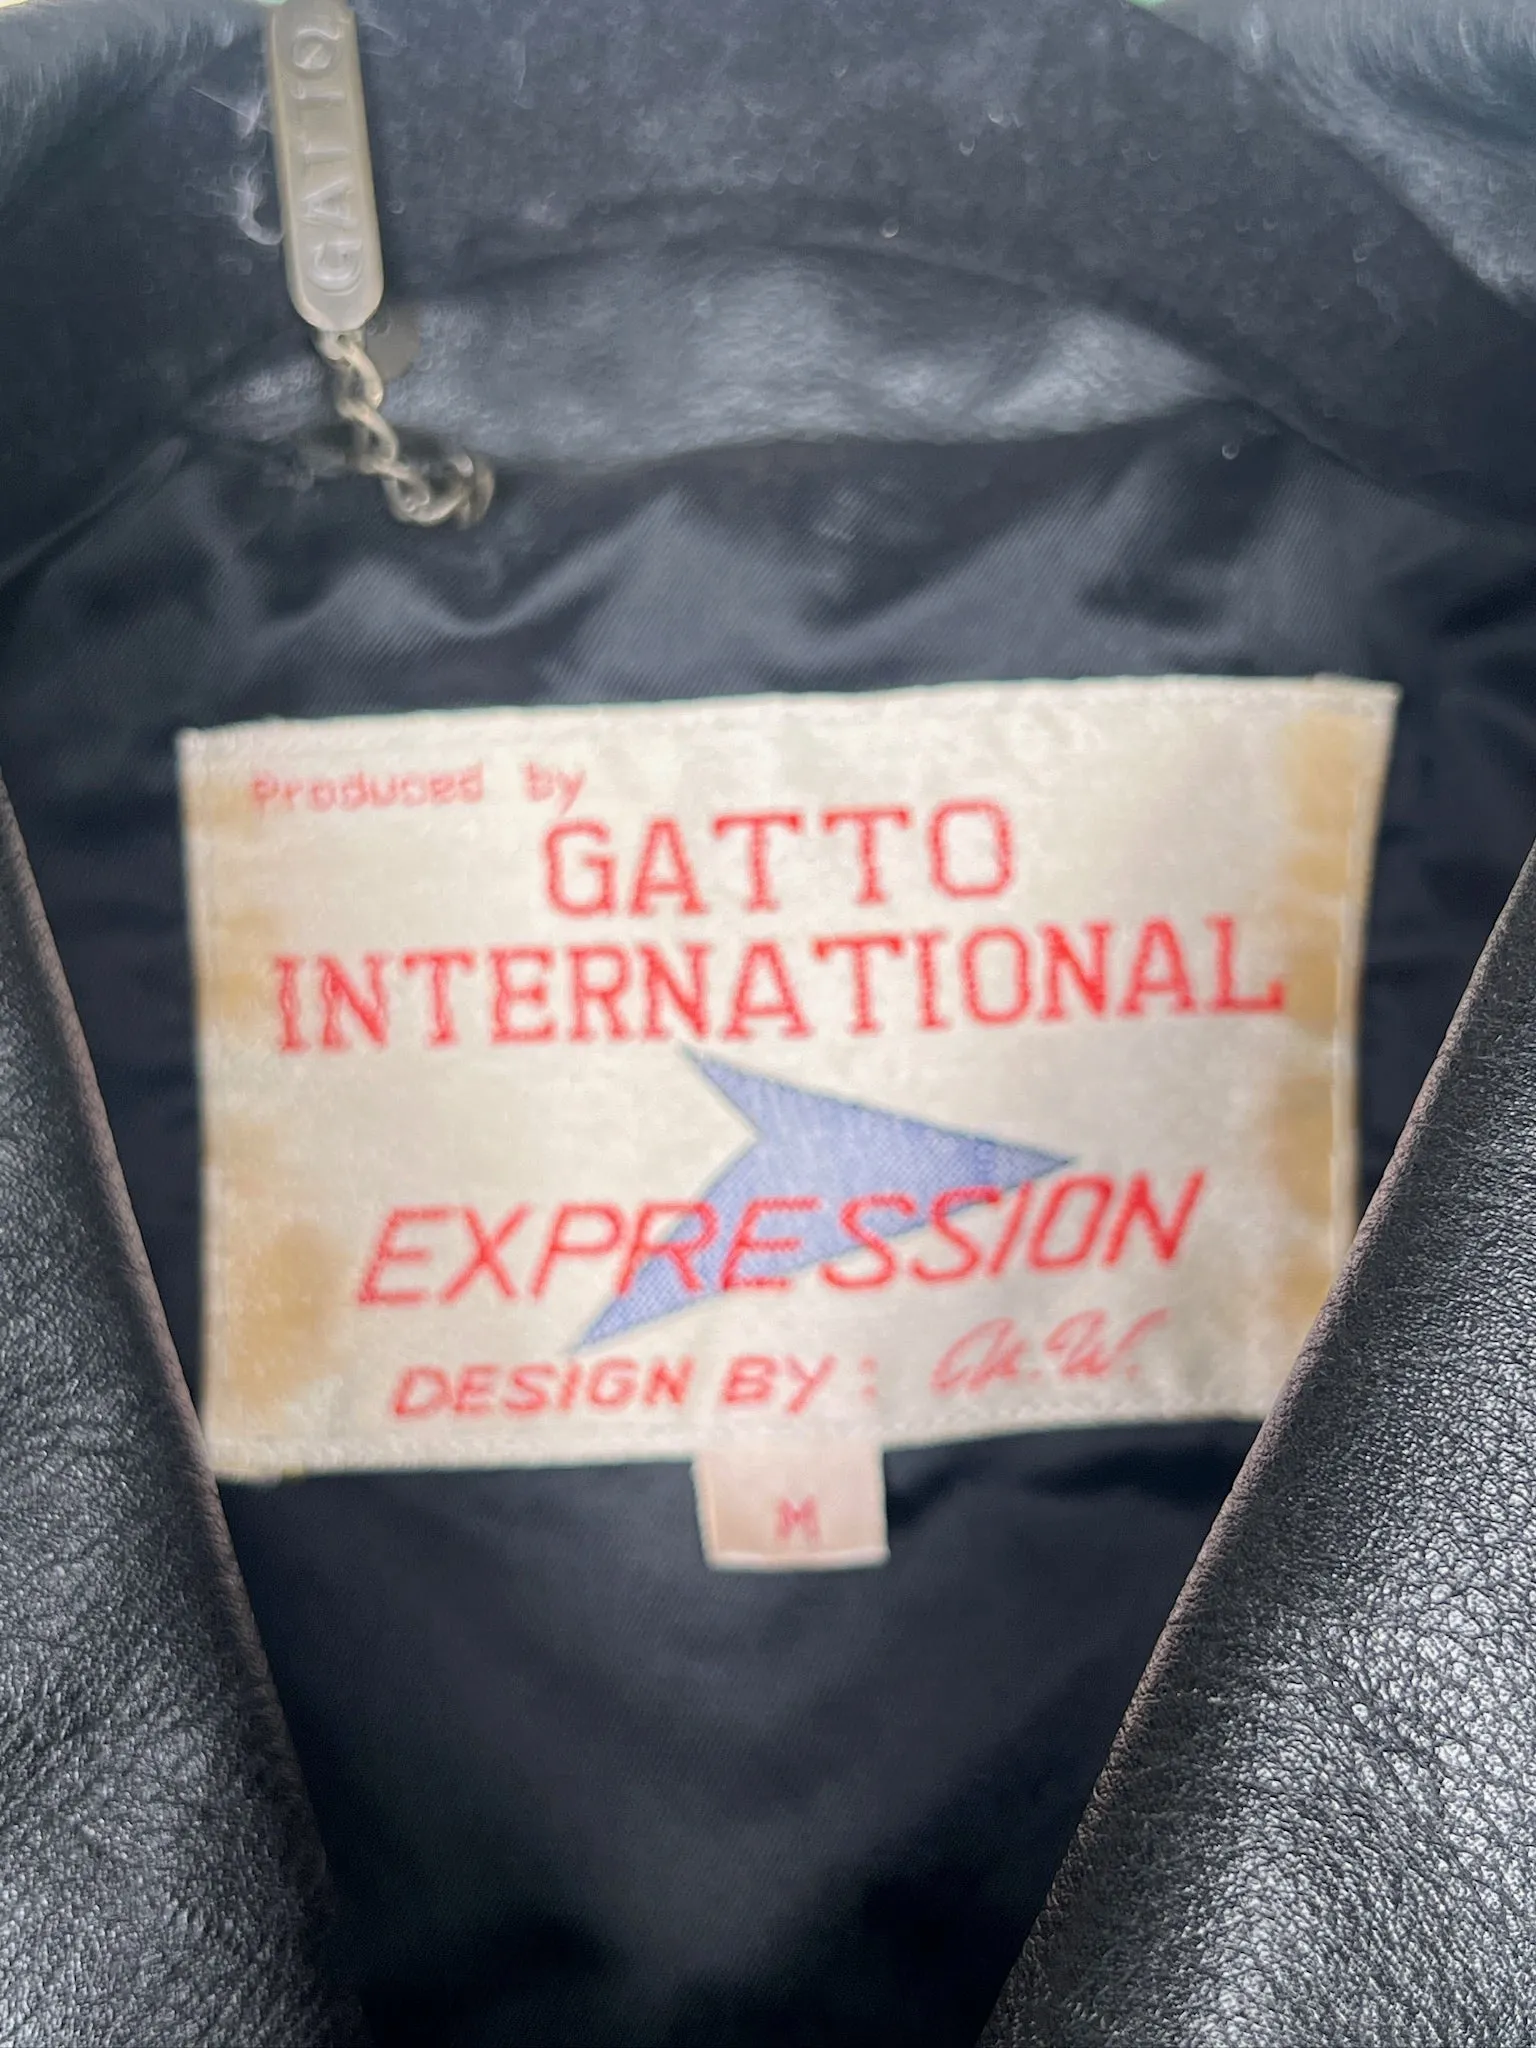 GATTO
Produced by
GATTO
INTERNATIONAL
EXPRESSION
DESIGN BY:
M